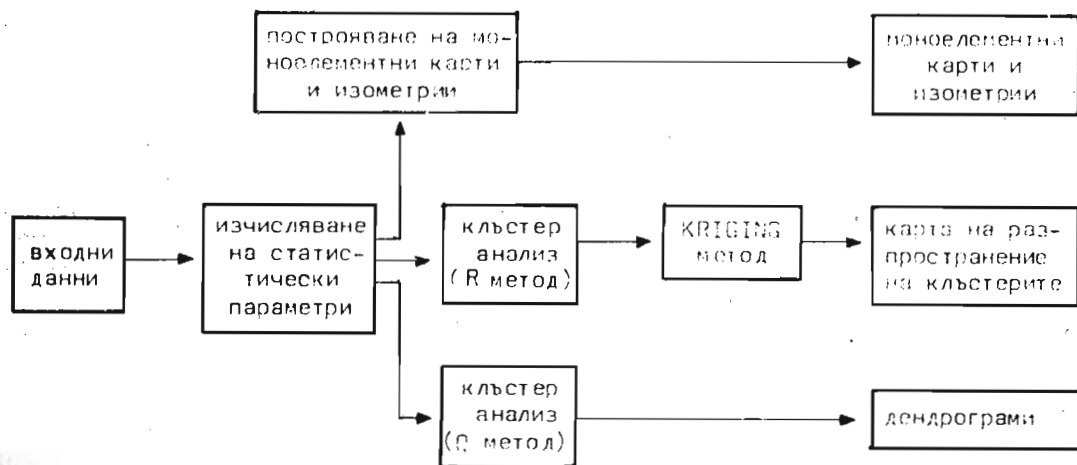 построяване на мо-
ноелементни карти
и изометрии
моноелементни
карти и
изометрии
входни
данни
изчисляване
на статис-
тически
параметри
клъстер
анализ
(R метод)
KRIGING
метод
карта на раз-
пространение
на клъстерите
клъстер
анализ
(Q метод)
дендрограми